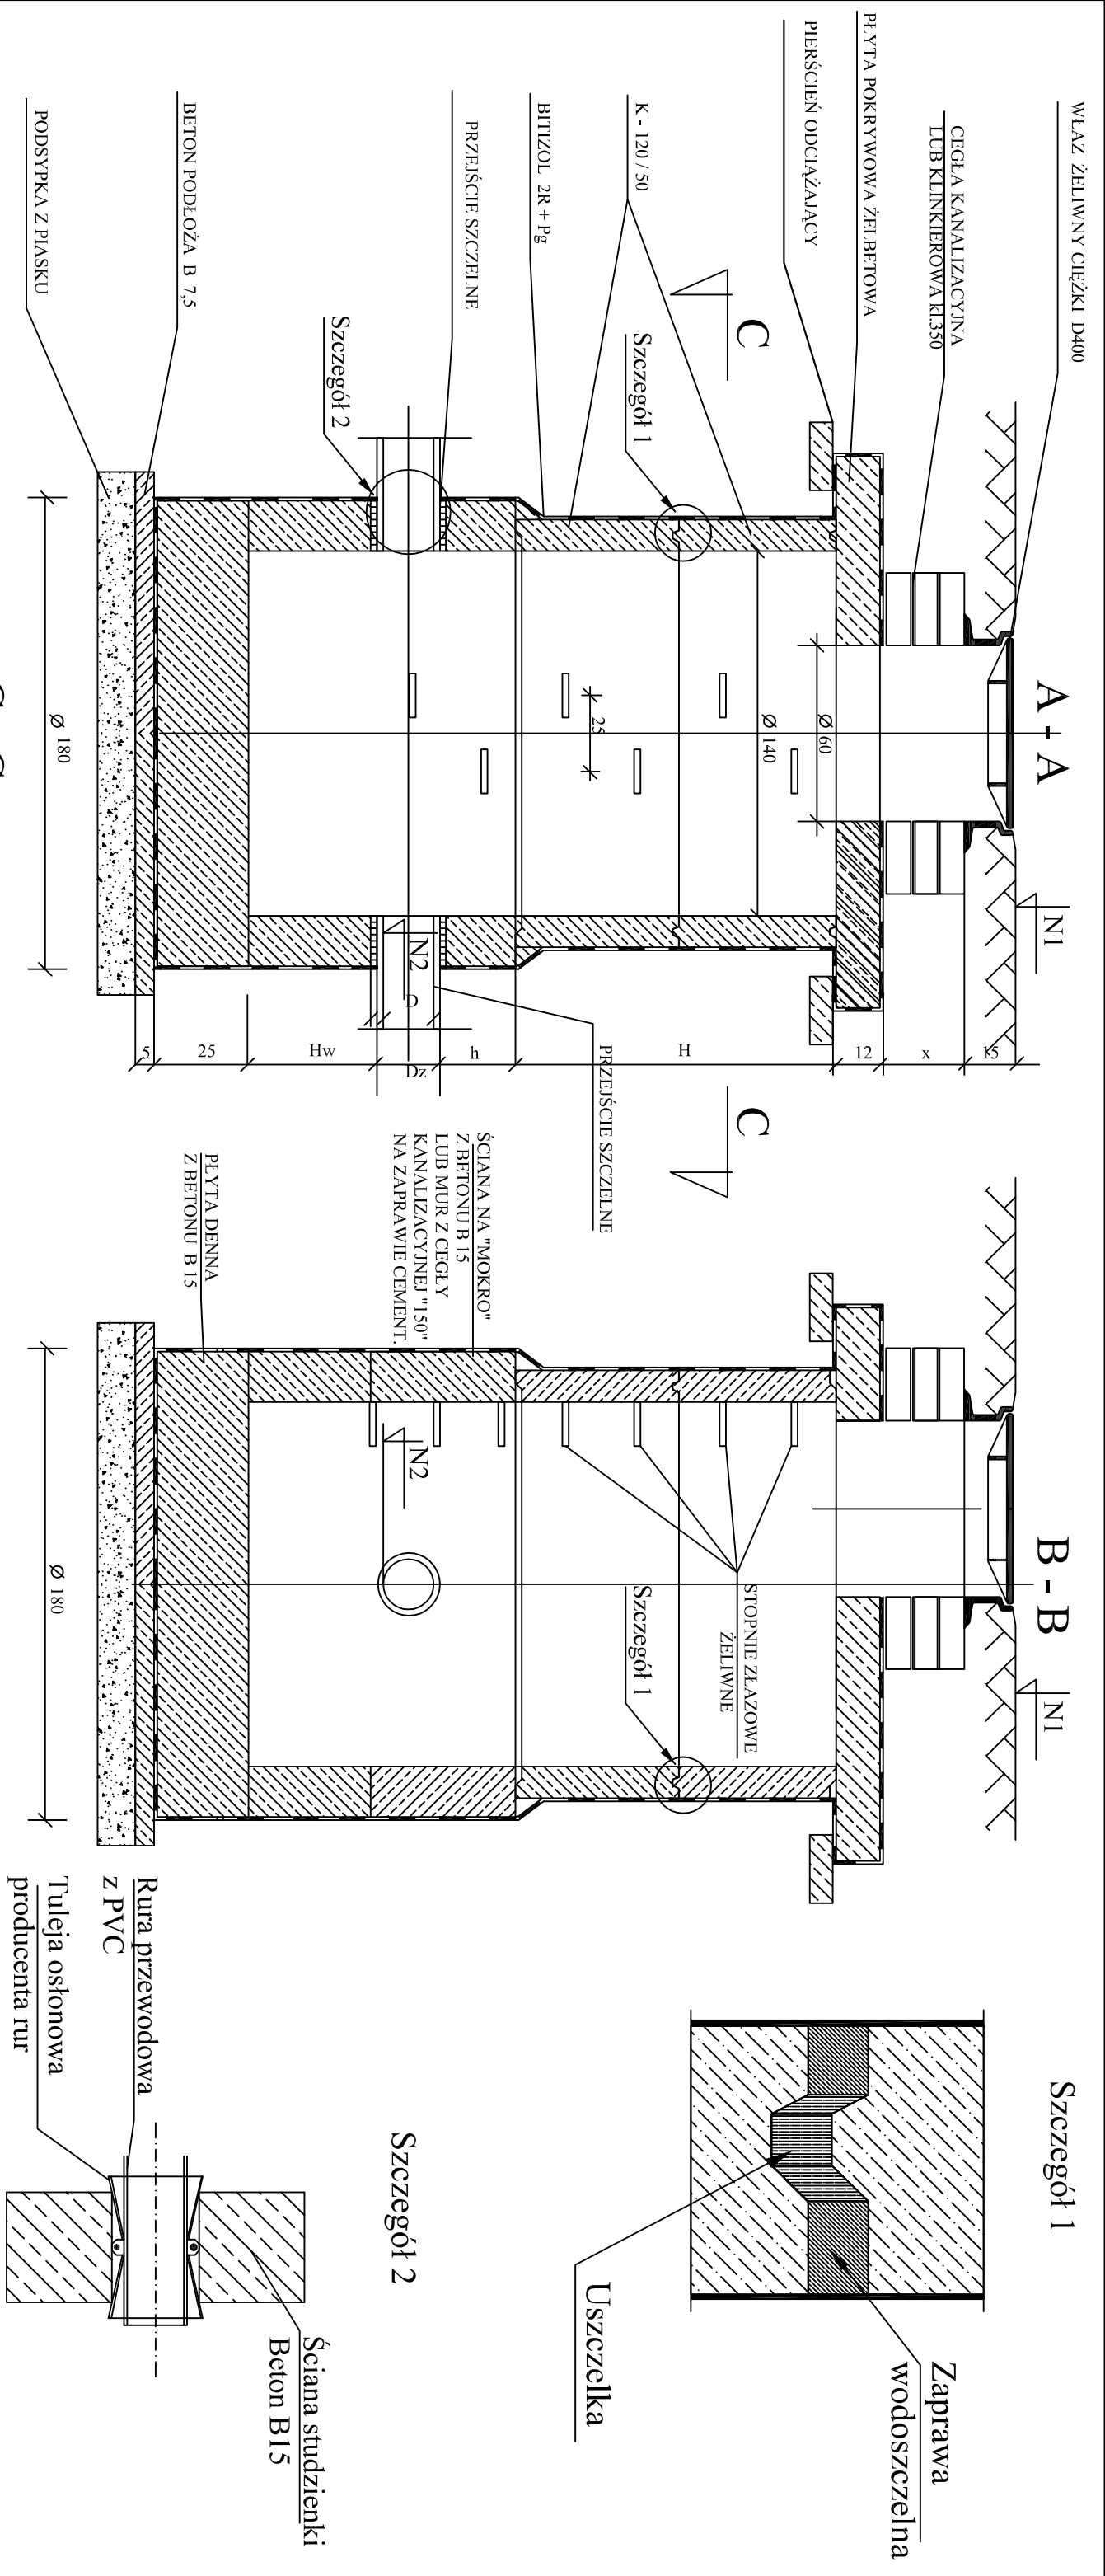 A - A
WŁAZ ŻELIWNY CIĘŻKI D400
CEGŁA KANALIZACYJNA
LUB KLINKIEROWA kl.350
PŁYTA POKRYWOWA ŻELBETOWA
PIERŚCIEŃ ODCIĄŻAJĄCY
K - 120 / 50
BITIZOL 2R + Pg
PRZEJŚCIE SZCZELNE
BETON PODŁOŻA B 7,5
PODSYPKA Z PIASKU
C
Szczegół 1
Szczegół 2
Ø 60
Ø 140
25
Ø 180
N1
N2
D
15
x
12
H
h
Dz
Hw
25
5
PRZEJŚCIE SZCZELNE
C
B - B
N1
ŚCIANA NA "MOKRO"
Z BETONU B 15
LUB MUR Z CEGŁY
KANALIZACYJNEJ "150"
NA ZAPRAWIE CEMENT.
PŁYTA DENNA
Z BETONU B 15
N2
STOPNIE ZŁAZOWE
ŻELIWNE
Szczegół 1
Ø 180
Szczegół 1
Zaprawa
wodoszczelna
Uszczelka
Szczegół 2
Ściana studzienki
Beton B15
Rura przewodowa
z PVC
Tuleja osłonowa
producenta rur